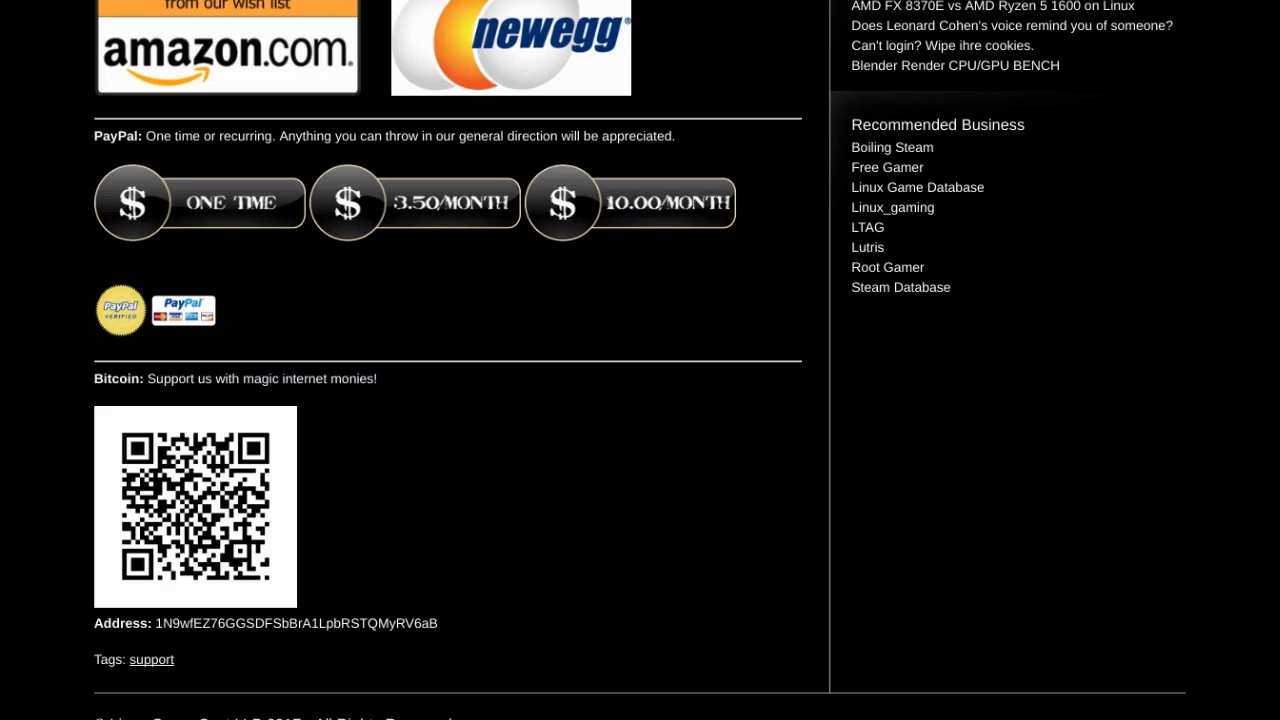 from our wish list
amazon.com.
newegg
PayPal: One time or recurring. Anything you can throw in our general direction will be appreciated.
$ ONE TIME
$ 3.50/MONTH
$ 10.00/MONTH
PayPal VERIFIED
PayPal
Bitcoin: Support us with magic internet monies!
Address: 1N9wfEZ76GGSDFSbBrA1LpbRSTQMyRV6aB
Tags: support
AMD FX 8370E vs AMD Ryzen 5 1600 on Linux
Does Leonard Cohen's voice remind you of someone?
Can't login? Wipe ihre cookies.
Blender Render CPU/GPU BENCH
Recommended Business
Boiling Steam
Free Gamer
Linux Game Database
Linux_gaming
LTAG
Lutris
Root Gamer
Steam Database